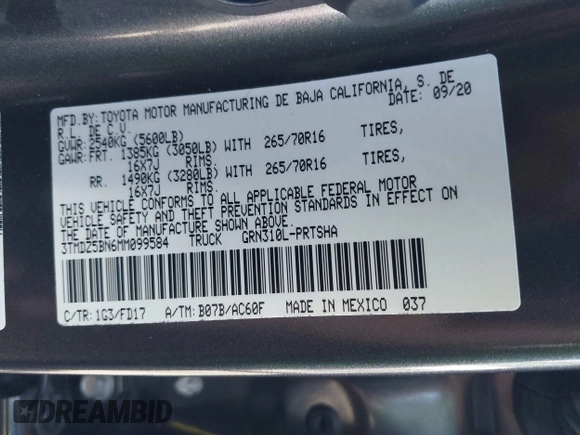 MFD.BY:TOYOTA MOTOR MANUFACTURING DE BAJA CALIFORNIA, S. DE
R.L. DE C.V. DATE: 09/20
GVWR:2540KG (5600LB)
GAWR:FRT. 1385KG (3050LB) WITH 265/70R16 TIRES,
16X7J RIMS.
RR. 1490KG (3280LB) WITH 265/70R16 TIRES,
16X7J RIMS.
THIS VEHICLE CONFORMS TO ALL APPLICABLE FEDERAL MOTOR
VEHICLE SAFETY AND THEFT PREVENTION STANDARDS IN EFFECT ON
THE DATE OF MANUFACTURE SHOWN ABOVE.
3TMDZ5BN6MM099584 TRUCK GRN310L-PRTSHA
C/TR:1G3/FD17 A/TM:B07B/AC60F MADE IN MEXICO 037
DREAMBID